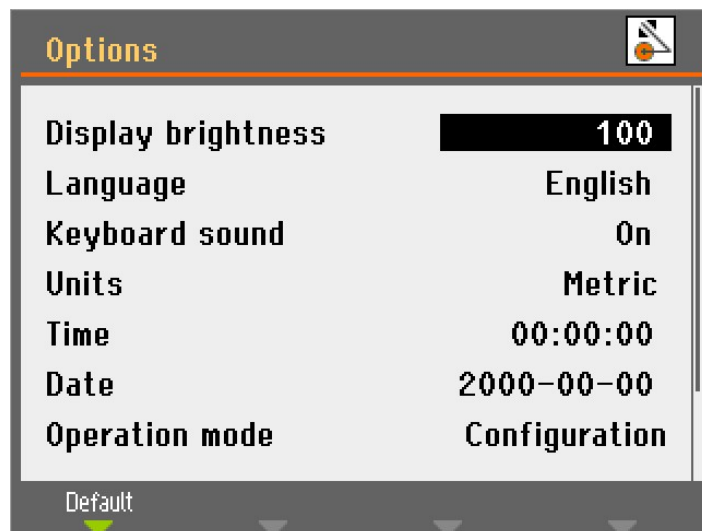 Options
Display brightness 100
Language English
Keyboard sound On
Units Metric
Time 00:00:00
Date 2000-00-00
Operation mode Configuration
Default